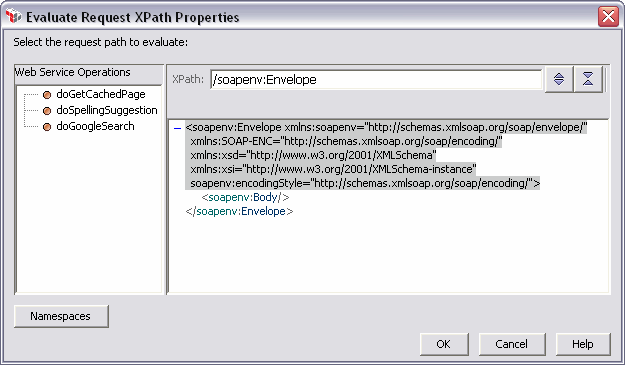 Evaluate Request XPath Properties
Select the request path to evaluate:
Web Service Operations
doGetCachedPage
doSpellingSuggestion
doGoogleSearch
XPath: /soapenv:Envelope
<soapenv:Envelope xmlns:soapenv="http://schemas.xmlsoap.org/soap/envelope/"
xmlns:SOAP-ENC="http://schemas.xmlsoap.org/soap/encoding/"
xmlns:xsd="http://www.w3.org/2001/XMLSchema"
xmlns:xsi="http://www.w3.org/2001/XMLSchema-instance"
soapenv:encodingStyle="http://schemas.xmlsoap.org/soap/encoding/">
<soapenv:Body/>
</soapenv:Envelope>
Namespaces
OK Cancel Help